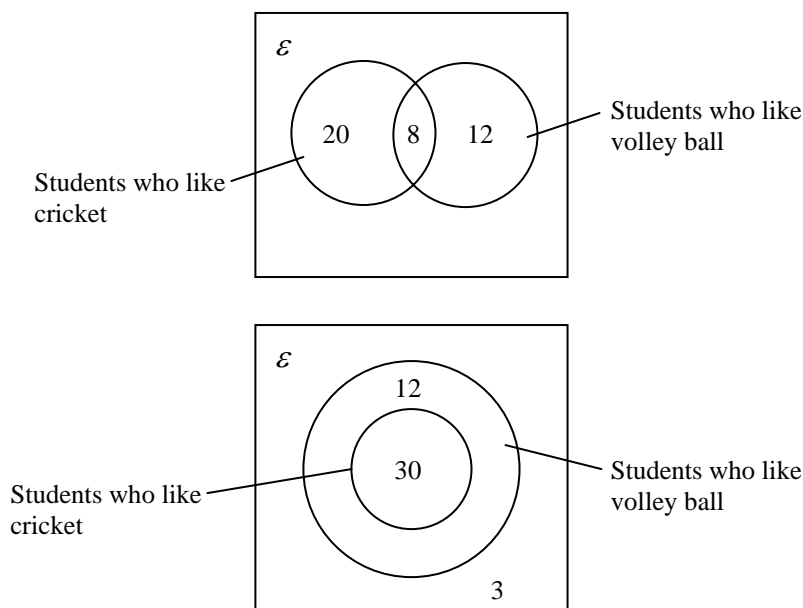 ε
20 8 12
Students who like
volley ball
Students who like
cricket
ε
12
30
Students who like
volley ball
Students who like
cricket
3